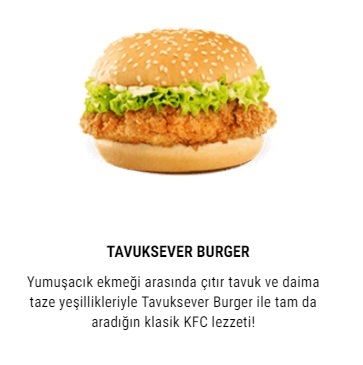 TAVUKSEVER BURGER
Yumuşacık ekmeği arasında çıtır tavuk ve daima
taze yeşillikleriyle Tavuksever Burger ile tam da
aradığın klasik KFC lezzeti!